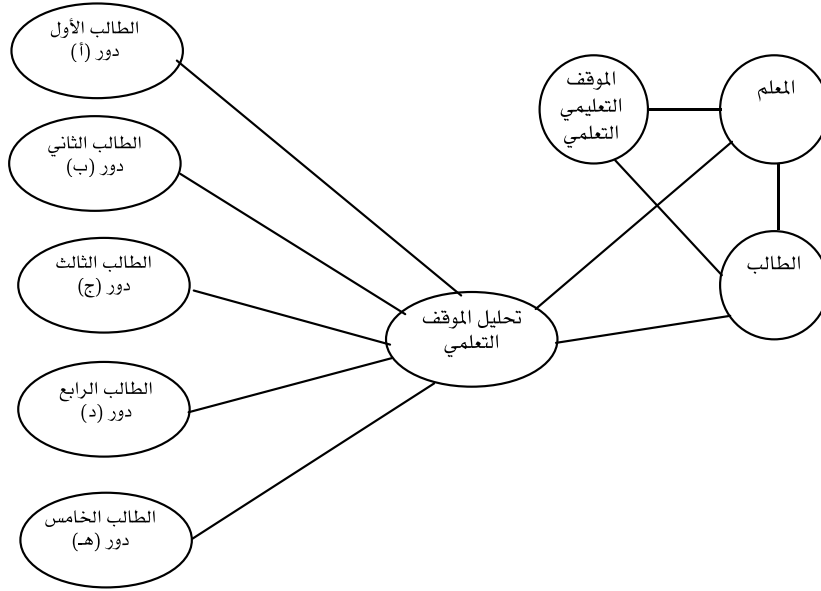 الموقف
التعليمي
التعلمي
المعلم
الطالب
تحليل الموقف
التعلمي
الطالب الأول
دور (أ)
الطالب الثاني
دور (ب)
الطالب الثالث
دور (ج)
الطالب الرابع
دور (د)
الطالب الخامس
دور (هـ)